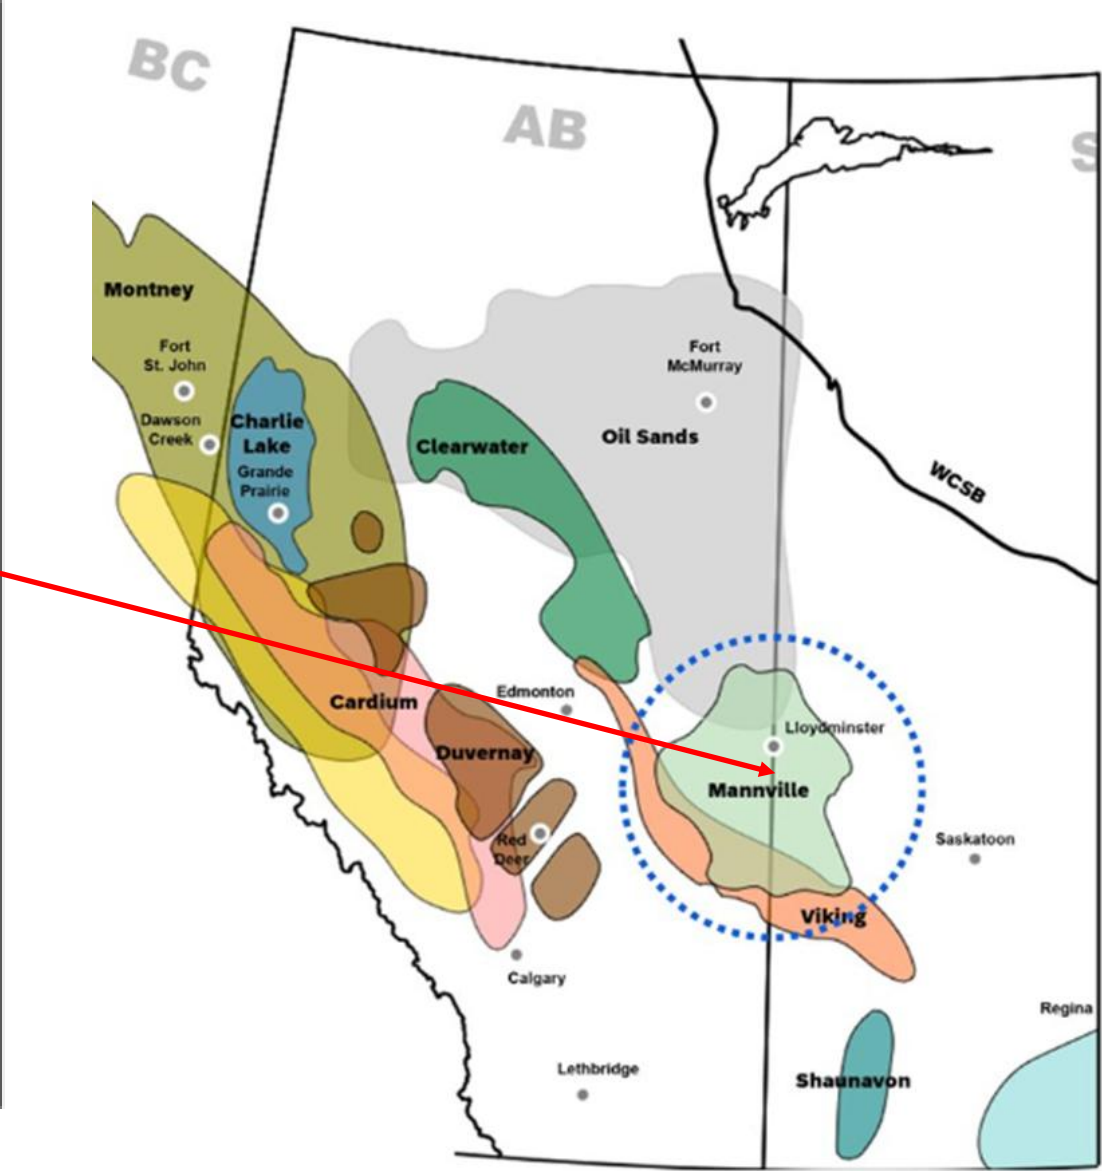 BC
AB
S
Montney
Fort
St. John
Fort
McMurray
Dawson
Creek
Charlie
Lake
Clearwater
Oil Sands
Grande
Prairie
WCSB
Edmonton
Cardium
Lloydminster
Duvernay
Mannville
Red
Deer
Saskatoon
Viking
Calgary
Regina
Lethbridge
Shaunavon